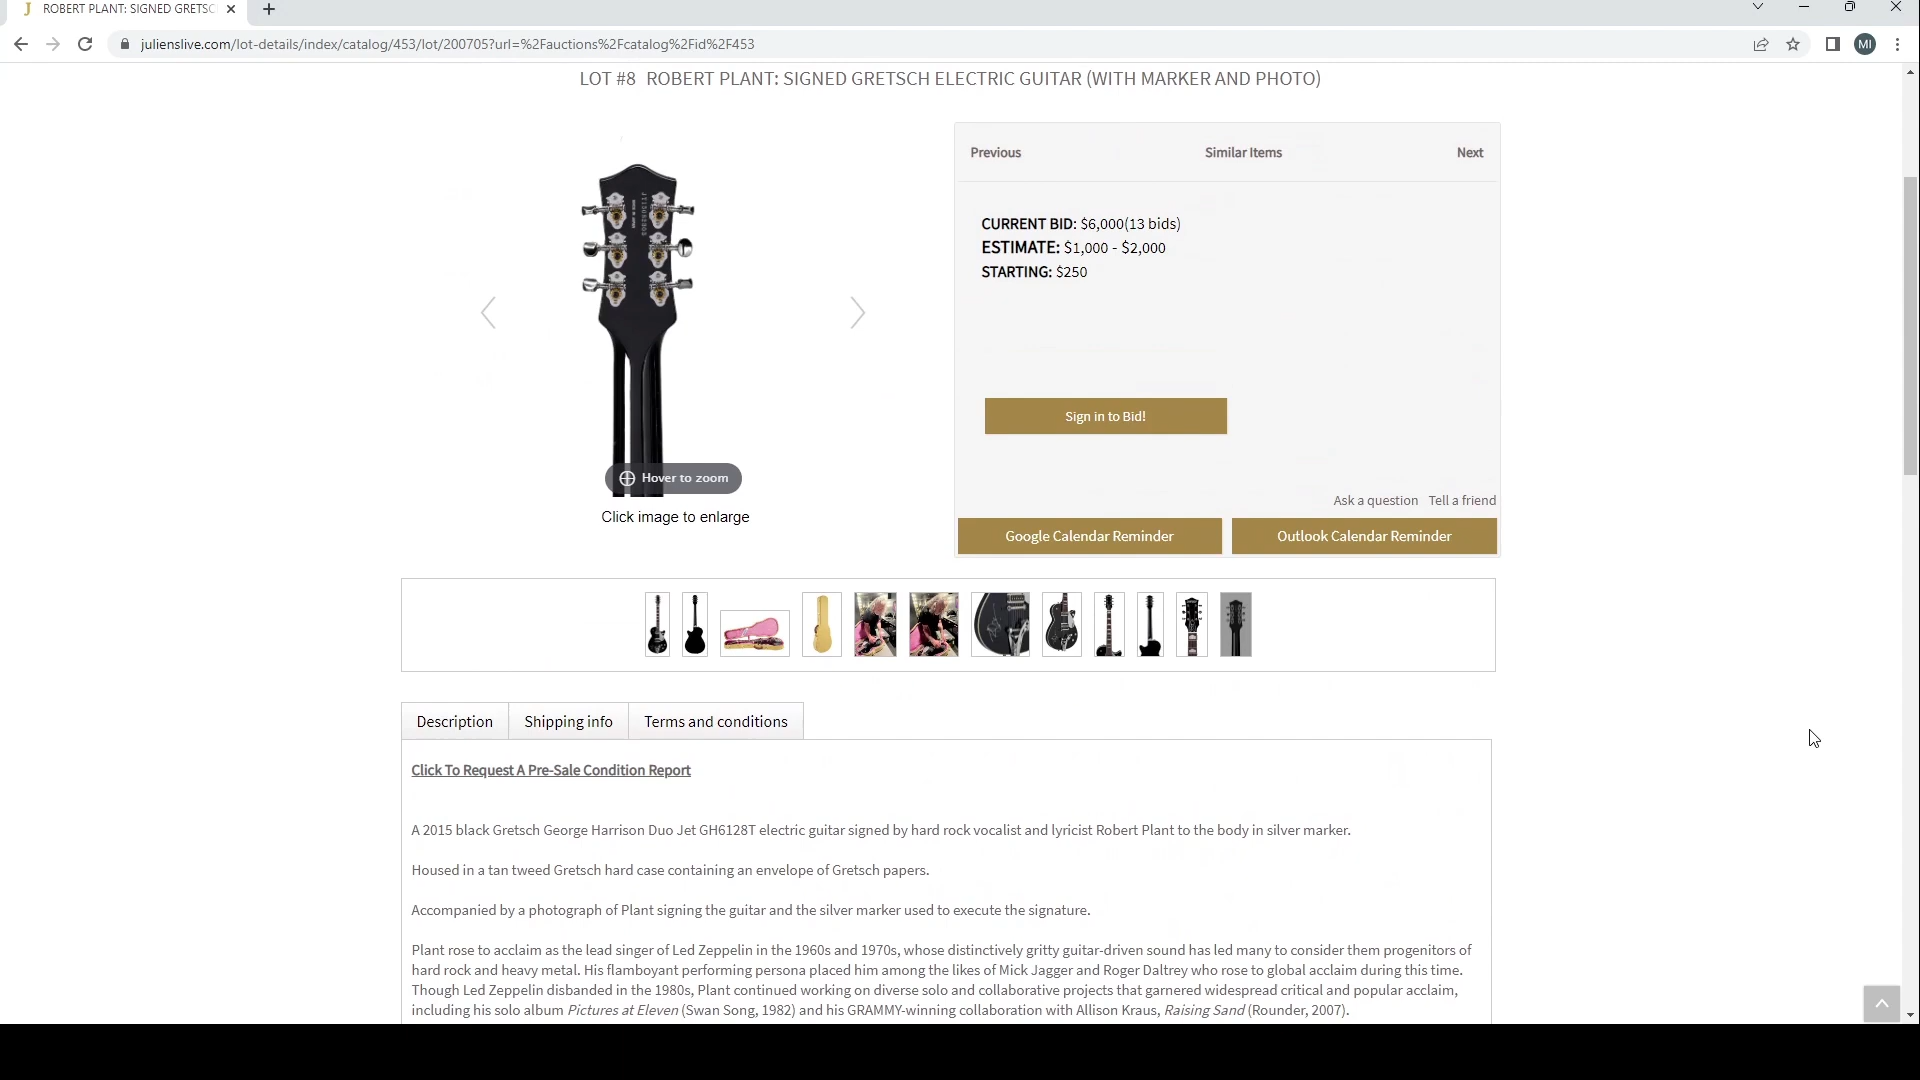 ROBERT PLANT: SIGNED GRETSC
julienslive.com/lot-details/index/catalog/453/lot/200705?url=%2Fauctions%2Fcatalog%2Fid%2F453
MI
LOT #8 ROBERT PLANT: SIGNED GRETSCH ELECTRIC GUITAR (WITH MARKER AND PHOTO)
Previous
Similar Items
Next
CURRENT BID: $6,000(13 bids)
ESTIMATE: $1,000 - $2,000
STARTING: $250
Sign in to Bid!
Hover to zoom
Click image to enlarge
Ask a question Tell a friend
Google Calendar Reminder
Outlook Calendar Reminder
Description
Shipping info
Terms and conditions
Click To Request A Pre-Sale Condition Report
A 2015 black Gretsch George Harrison Duo Jet GH6128T electric guitar signed by hard rock vocalist and lyricist Robert Plant to the body in silver marker.
Housed in a tan tweed Gretsch hard case containing an envelope of Gretsch papers.
Accompanied by a photograph of Plant signing the guitar and the silver marker used to execute the signature.
Plant rose to acclaim as the lead singer of Led Zeppelin in the 1960s and 1970s, whose distinctively gritty guitar-driven sound has led many to consider them progenitors of
hard rock and heavy metal. His flamboyant performing persona placed him among the likes of Mick Jagger and Roger Daltrey who rose to global acclaim during this time.
Though Led Zeppelin disbanded in the 1980s, Plant continued working on diverse solo and collaborative projects that garnered widespread critical and popular acclaim,
including his solo album Pictures at Eleven (Swan Song, 1982) and his GRAMMY-winning collaboration with Allison Kraus, Raising Sand (Rounder, 2007).